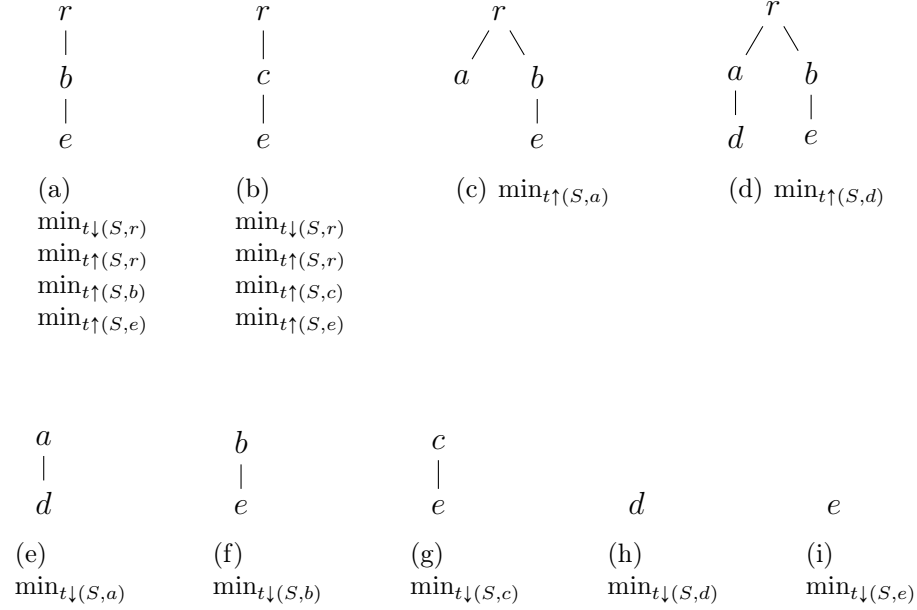 r r r r
b c a b a b
e e e d e
(a) (b) (c) min_{t↑(S,a)} (d) min_{t↑(S,d)}
min_{t↓(S,r)} min_{t↓(S,r)}
min_{t↑(S,r)} min_{t↑(S,r)}
min_{t↑(S,b)} min_{t↑(S,c)}
min_{t↑(S,e)} min_{t↑(S,e)}
a b c
d e e d e
(e) (f) (g) (h) (i)
min_{t↓(S,a)} min_{t↓(S,b)} min_{t↓(S,c)} min_{t↓(S,d)} min_{t↓(S,e)}